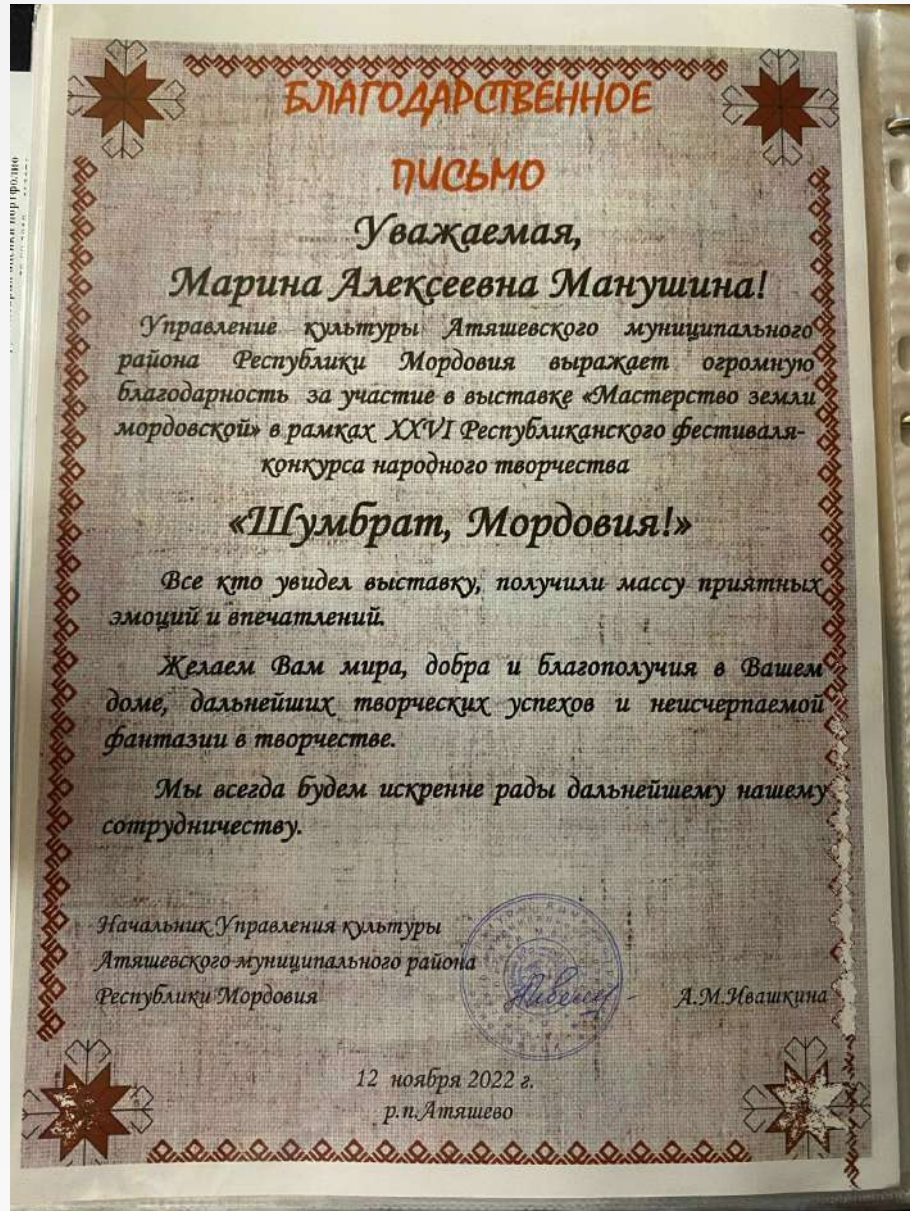 БЛАГОДАРСТВЕННОЕ
ПИСЬМО
Уважаемая,
Марина Алексеевна Манушина!
Управление культуры Атяшевского муниципального
района Республики Мордовия выражает огромную
благодарность за участие в выставке «Мастерство земли
мордовской» в рамках XXVI Республиканского фестиваля-
конкурса народного творчества
«Шумбрат, Мордовия!»
Все кто увидел выставку, получили массу приятных
эмоций и впечатлений.
Желаем Вам мира, добра и благополучия в Вашем
доме, дальнейших творческих успехов и неисчерпаемой
фантазии в творчестве.
Мы всегда будем искренне рады дальнейшему нашему
сотрудничеству.
Начальник Управления культуры
Атяшевского муниципального района
Республики Мордовия А.М.Ивашкина
12 ноября 2022 г.
р.п.Атяшево